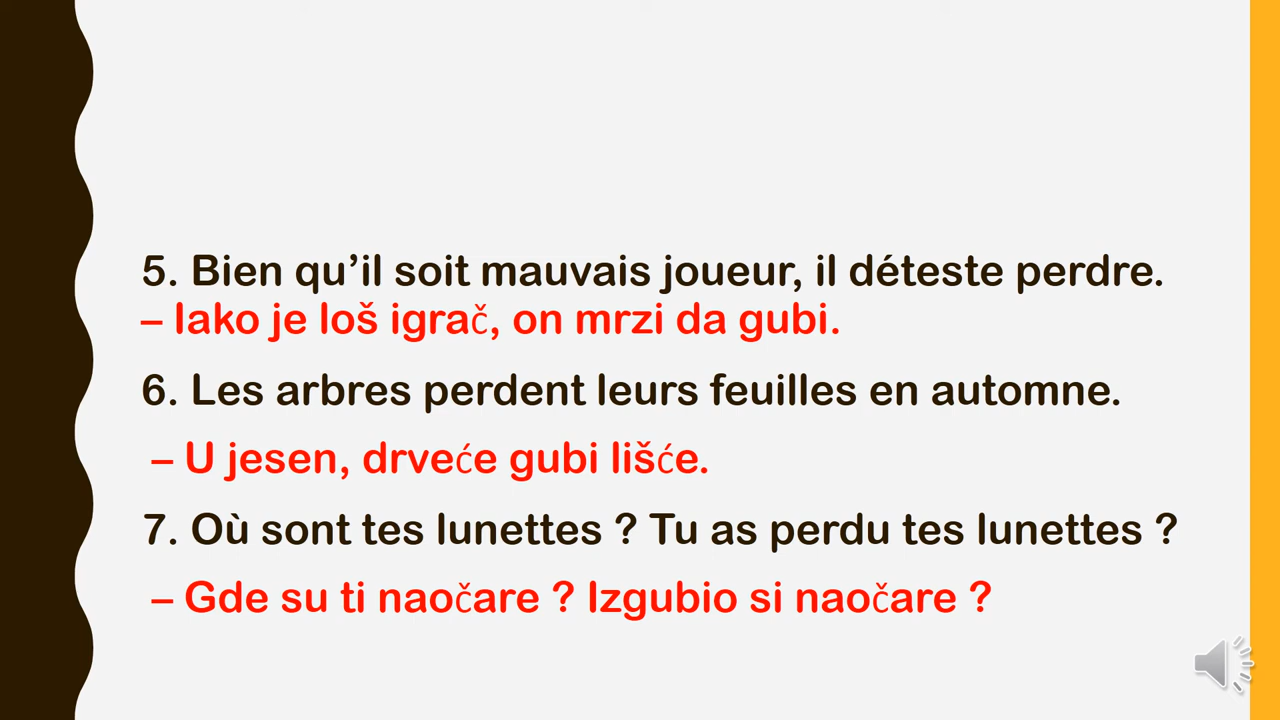 5. Bien qu’il soit mauvais joueur, il déteste perdre.
– Iako je loš igrač, on mrzi da gubi.
6. Les arbres perdent leurs feuilles en automne.
– U jesen, drveće gubi lišće.
7. Où sont tes lunettes ? Tu as perdu tes lunettes ?
– Gde su ti naočare ? Izgubio si naočare ?